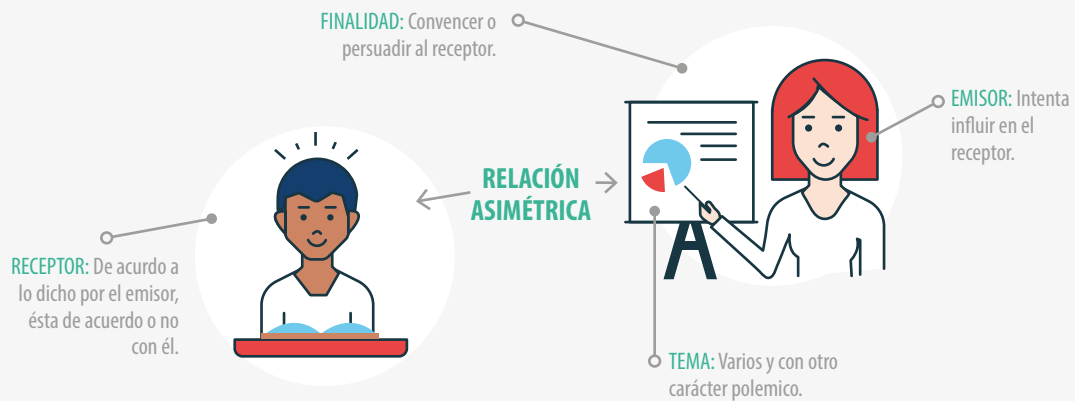 FINALIDAD: Convencer o
persuadir al receptor.
EMISOR: Intenta
influir en el
receptor.
RELACIÓN
ASIMÉTRICA
RECEPTOR: De acurdo a
lo dicho por el emisor,
ésta de acuerdo o no
con él.
TEMA: Varios y con otro
carácter polemico.